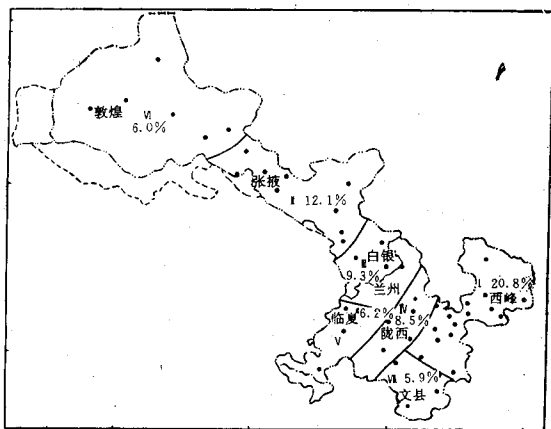 敦煌
Ⅵ
6.0%
张掖
Ⅱ 12.1%
白银
Ⅲ
9.3%
兰州
Ⅰ 20.8%
西峰
临夏
6.2%
Ⅳ
8.5%
Ⅴ
陇西
Ⅶ 5.9%
文县